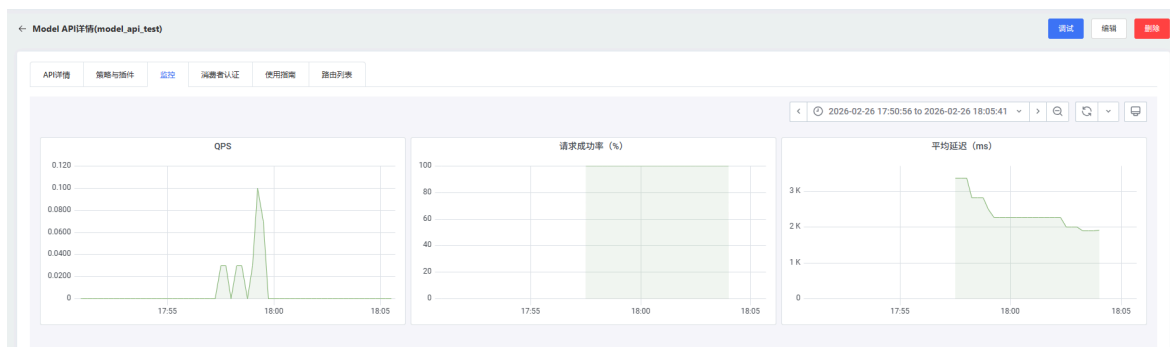 ← Model API详情(model_api_test)
调试 编辑 删除
API详情 策略与插件 监控 消费者认证 使用指南 路由列表
2026-02-26 17:50:56 to 2026-02-26 18:05:41
QPS
0.120
0.100
0.0800
0.0600
0.0400
0.0200
0
17:55 18:00 18:05
请求成功率（%）
100
80
60
40
20
0
17:55 18:00 18:05
平均延迟（ms）
3 K
2 K
1 K
0
17:55 18:00 18:05